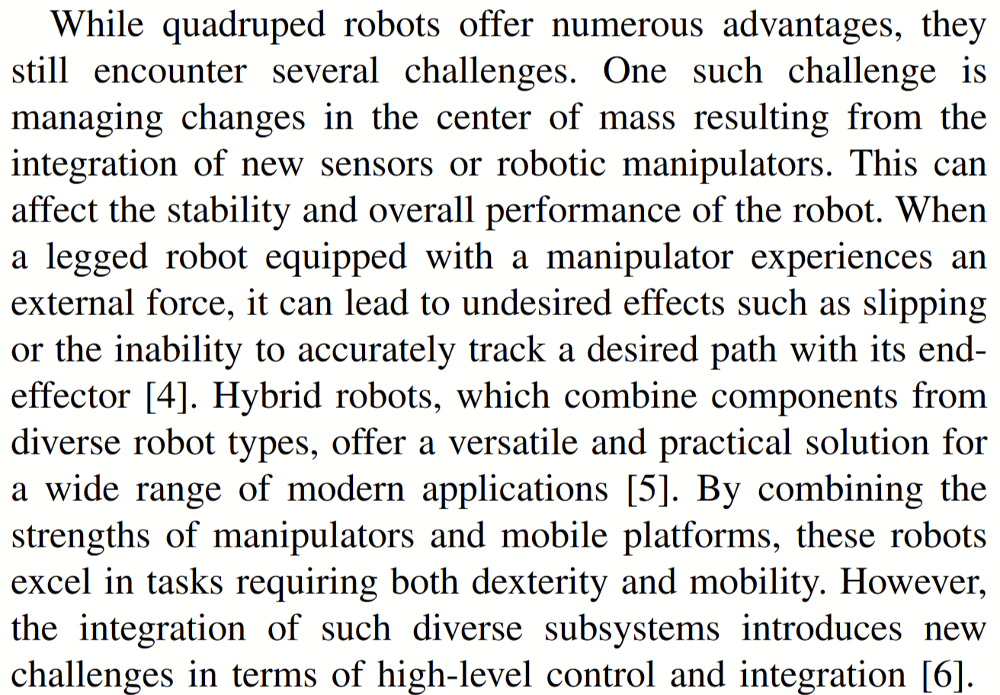 While quadruped robots offer numerous advantages, they
still encounter several challenges. One such challenge is
managing changes in the center of mass resulting from the
integration of new sensors or robotic manipulators. This can
affect the stability and overall performance of the robot. When
a legged robot equipped with a manipulator experiences an
external force, it can lead to undesired effects such as slipping
or the inability to accurately track a desired path with its end-
effector [4]. Hybrid robots, which combine components from
diverse robot types, offer a versatile and practical solution for
a wide range of modern applications [5]. By combining the
strengths of manipulators and mobile platforms, these robots
excel in tasks requiring both dexterity and mobility. However,
the integration of such diverse subsystems introduces new
challenges in terms of high-level control and integration [6].